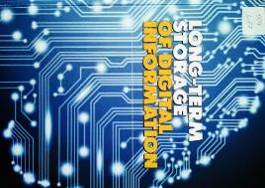 LONG-TERM
STORAGE
OF DIGITAL
INFORMATION